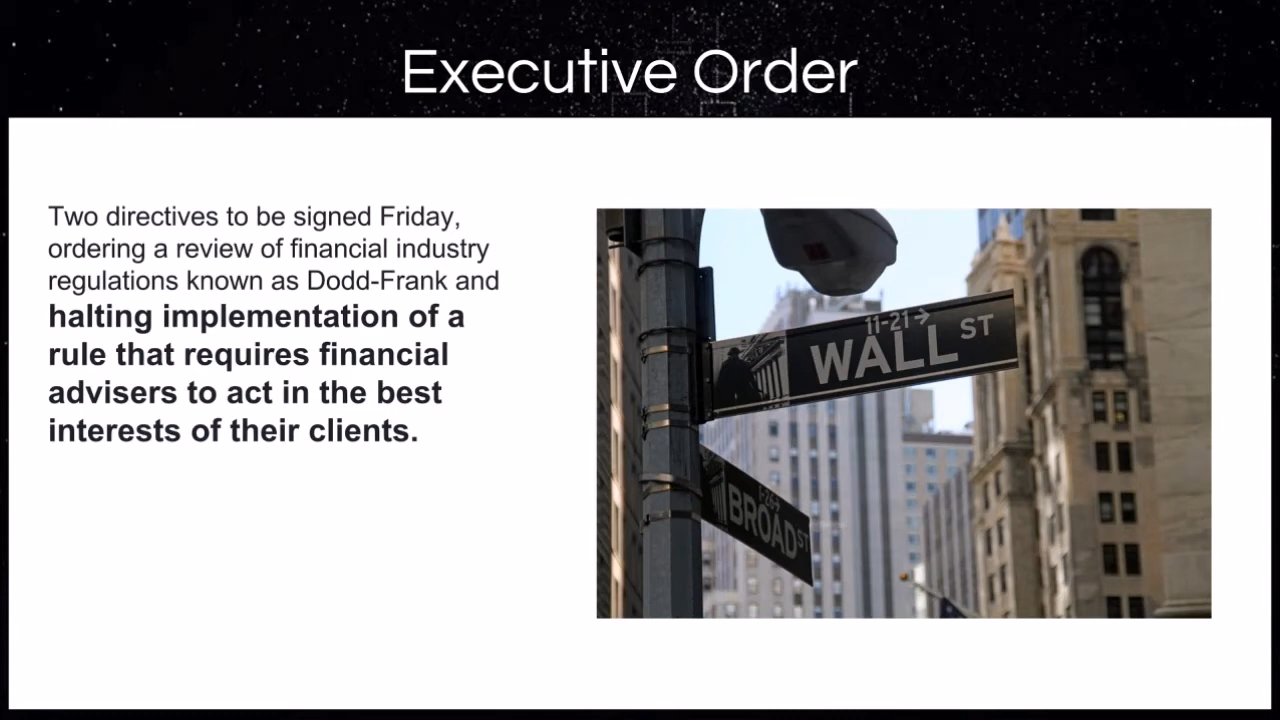 Executive Order
Two directives to be signed Friday,
ordering a review of financial industry
regulations known as Dodd-Frank and
halting implementation of a
rule that requires financial
advisers to act in the best
interests of their clients.
11-21→
WALL ST
BROAD ST